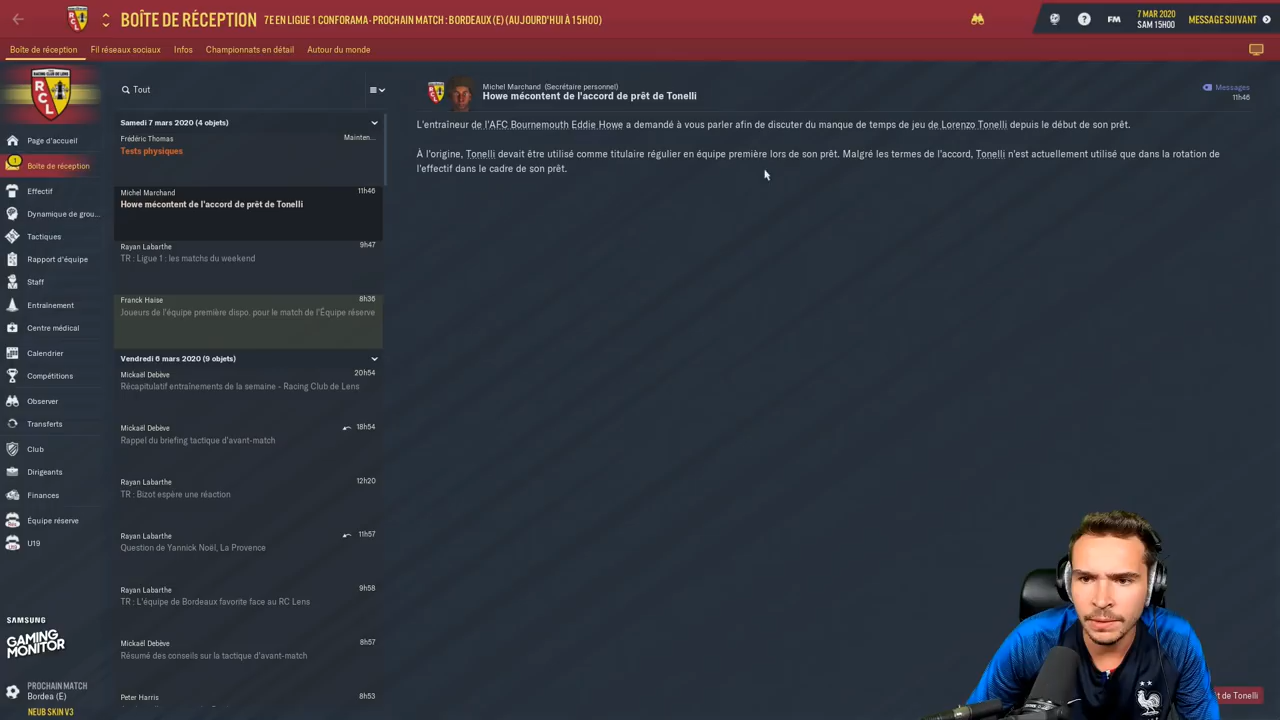 BOÎTE DE RÉCEPTION
7E EN LIGUE 1 CONFORAMA - PROCHAIN MATCH : BORDEAUX (E) (AUJOURD'HUI À 15H00)
FM
7 MAR 2020
SAM 15H00
MESSAGE SUIVANT
Boîte de réception
Fil réseaux sociaux
Infos
Championnats en détail
Autour du monde
RACING CLUB DE LENS
RCL
Page d'accueil
1
Boîte de réception
Effectif
Dynamique de grou...
Tactiques
Rapport d'équipe
Staff
Entraînement
Centre médical
Calendrier
Compétitions
Observer
Transferts
Club
Dirigeants
Finances
Équipe réserve
U19
SAMSUNG
GAMING
MONITOR
PROCHAIN MATCH
Bordea (E)
NEUB SKIN V3
Tout
Samedi 7 mars 2020 (4 objets)
Frédéric Thomas
Mainten...
Tests physiques
Michel Marchand
11h46
Howe mécontent de l'accord de prêt de Tonelli
Rayan Labarthe
9h47
TR : Ligue 1 : les matchs du weekend
Franck Haise
8h36
Joueurs de l'équipe première dispo. pour le match de l'Équipe réserve
Vendredi 6 mars 2020 (9 objets)
Mickaël Debève
20h54
Récapitulatif entraînements de la semaine - Racing Club de Lens
Mickaël Debève
18h54
Rappel du briefing tactique d'avant-match
Rayan Labarthe
12h20
TR : Bizot espère une réaction
Rayan Labarthe
11h57
Question de Yannick Noël, La Provence
Rayan Labarthe
9h58
TR : L'équipe de Bordeaux favorite face au RC Lens
Mickaël Debève
8h57
Résumé des conseils sur la tactique d'avant-match
Peter Harris
8h53
Michel Marchand (Secrétaire personnel)
Howe mécontent de l'accord de prêt de Tonelli
Messages
11h46
L'entraîneur de l'AFC Bournemouth Eddie Howe a demandé à vous parler afin de discuter du manque de temps de jeu de Lorenzo Tonelli depuis le début de son prêt.
À l'origine, Tonelli devait être utilisé comme titulaire régulier en équipe première lors de son prêt. Malgré les termes de l'accord, Tonelli n'est actuellement utilisé que dans la rotation de
l'effectif dans le cadre de son prêt.
t de Tonelli